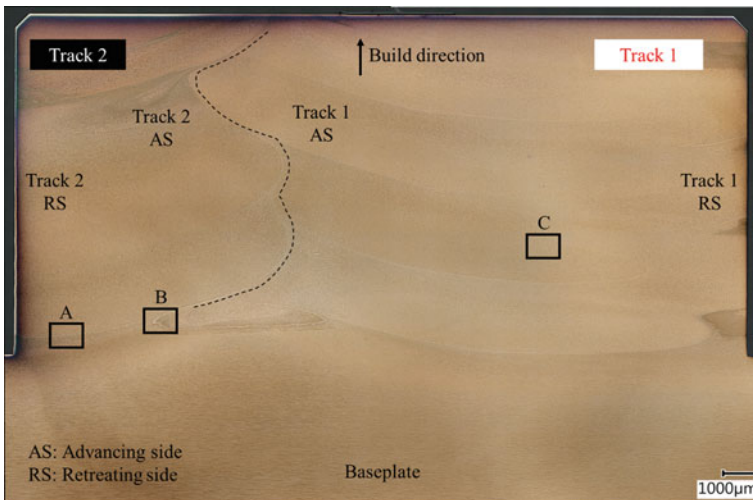 Track 2
Build direction
Track 1
Track 2
AS
Track 1
AS
Track 2
RS
Track 1
RS
C
A
B
AS: Advancing side
RS: Retreating side
Baseplate
1000µm